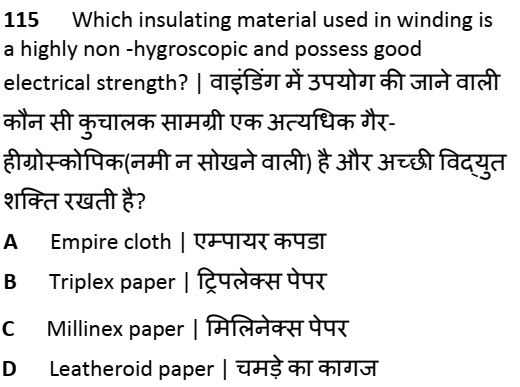 115 Which insulating material used in winding is
a highly non -hygroscopic and possess good
electrical strength? | वाइंडिंग में उपयोग की जाने वाली
कौन सी कुचालक सामग्री एक अत्यधिक गैर-
हीग्रोस्कोपिक(नमी न सोखने वाली) है और अच्छी विद्युत
शक्ति रखती है?
A Empire cloth | एम्पायर कपडा
B Triplex paper | ट्रिपलेक्स पेपर
C Millinex paper | मिलिनेक्स पेपर
D Leatheroid paper | चमड़े का कागज